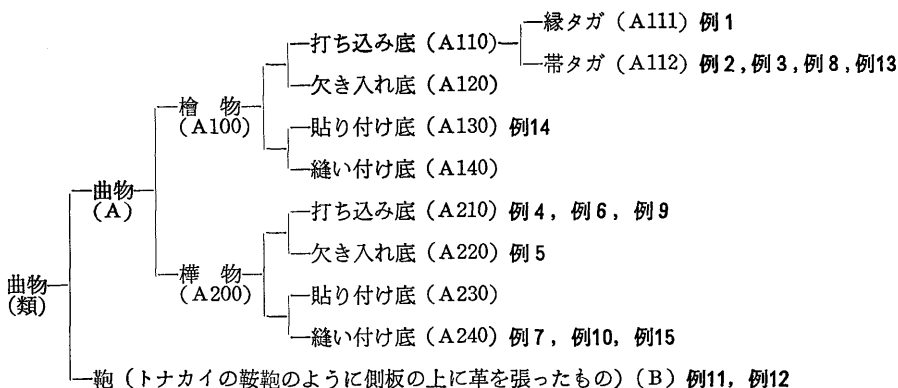 縁タガ (A111) 例1
打ち込み底 (A110)
帯タガ (A112) 例2, 例3, 例8, 例13
欠き入れ底 (A120)
檜物
(A100)
貼り付け底 (A130) 例14
縫い付け底 (A140)
曲物
(A)
打ち込み底 (A210) 例4, 例6, 例9
欠き入れ底 (A220) 例5
樺物
(A200)
貼り付け底 (A230)
縫い付け底 (A240) 例7, 例10, 例15
曲物
(類)
鞄 (トナカイの鞍鞄のように側板の上に革を張ったもの) (B) 例11, 例12